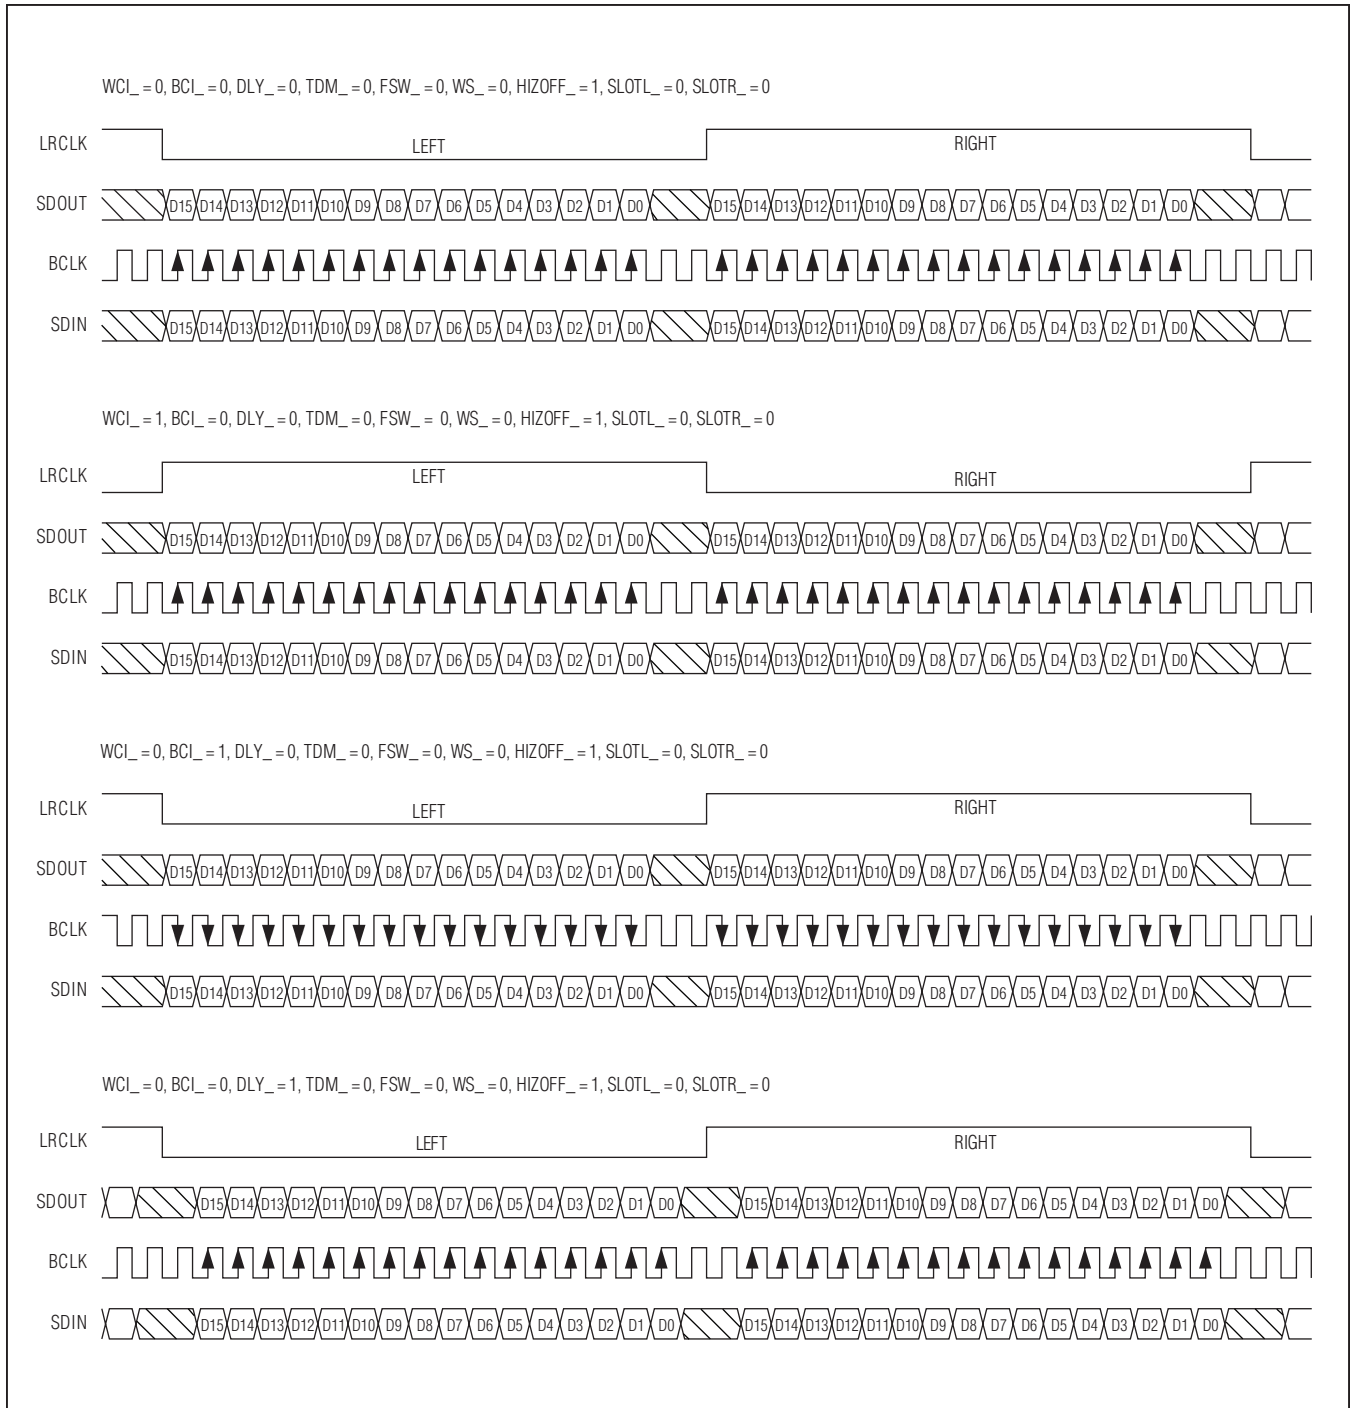 WCI_ = 0, BCI_ = 0, DLY_ = 0, TDM_ = 0, FSW_ = 0, WS_ = 0, HIZOFF_ = 1, SLOTL_ = 0, SLOTR_ = 0
LRCLK LEFT RIGHT
SDOUT D15 D14 D13 D12 D11 D10 D9 D8 D7 D6 D5 D4 D3 D2 D1 D0 D15 D14 D13 D12 D11 D10 D9 D8 D7 D6 D5 D4 D3 D2 D1 D0
BCLK
SDIN D15 D14 D13 D12 D11 D10 D9 D8 D7 D6 D5 D4 D3 D2 D1 D0 D15 D14 D13 D12 D11 D10 D9 D8 D7 D6 D5 D4 D3 D2 D1 D0
WCI_ = 1, BCI_ = 0, DLY_ = 0, TDM_ = 0, FSW_ = 0, WS_ = 0, HIZOFF_ = 1, SLOTL_ = 0, SLOTR_ = 0
LRCLK LEFT RIGHT
SDOUT D15 D14 D13 D12 D11 D10 D9 D8 D7 D6 D5 D4 D3 D2 D1 D0 D15 D14 D13 D12 D11 D10 D9 D8 D7 D6 D5 D4 D3 D2 D1 D0
BCLK
SDIN D15 D14 D13 D12 D11 D10 D9 D8 D7 D6 D5 D4 D3 D2 D1 D0 D15 D14 D13 D12 D11 D10 D9 D8 D7 D6 D5 D4 D3 D2 D1 D0
WCI_ = 0, BCI_ = 1, DLY_ = 0, TDM_ = 0, FSW_ = 0, WS_ = 0, HIZOFF_ = 1, SLOTL_ = 0, SLOTR_ = 0
LRCLK LEFT RIGHT
SDOUT D15 D14 D13 D12 D11 D10 D9 D8 D7 D6 D5 D4 D3 D2 D1 D0 D15 D14 D13 D12 D11 D10 D9 D8 D7 D6 D5 D4 D3 D2 D1 D0
BCLK
SDIN D15 D14 D13 D12 D11 D10 D9 D8 D7 D6 D5 D4 D3 D2 D1 D0 D15 D14 D13 D12 D11 D10 D9 D8 D7 D6 D5 D4 D3 D2 D1 D0
WCI_ = 0, BCI_ = 0, DLY_ = 1, TDM_ = 0, FSW_ = 0, WS_ = 0, HIZOFF_ = 1, SLOTL_ = 0, SLOTR_ = 0
LRCLK LEFT RIGHT
SDOUT D15 D14 D13 D12 D11 D10 D9 D8 D7 D6 D5 D4 D3 D2 D1 D0 D15 D14 D13 D12 D11 D10 D9 D8 D7 D6 D5 D4 D3 D2 D1 D0
BCLK
SDIN D15 D14 D13 D12 D11 D10 D9 D8 D7 D6 D5 D4 D3 D2 D1 D0 D15 D14 D13 D12 D11 D10 D9 D8 D7 D6 D5 D4 D3 D2 D1 D0